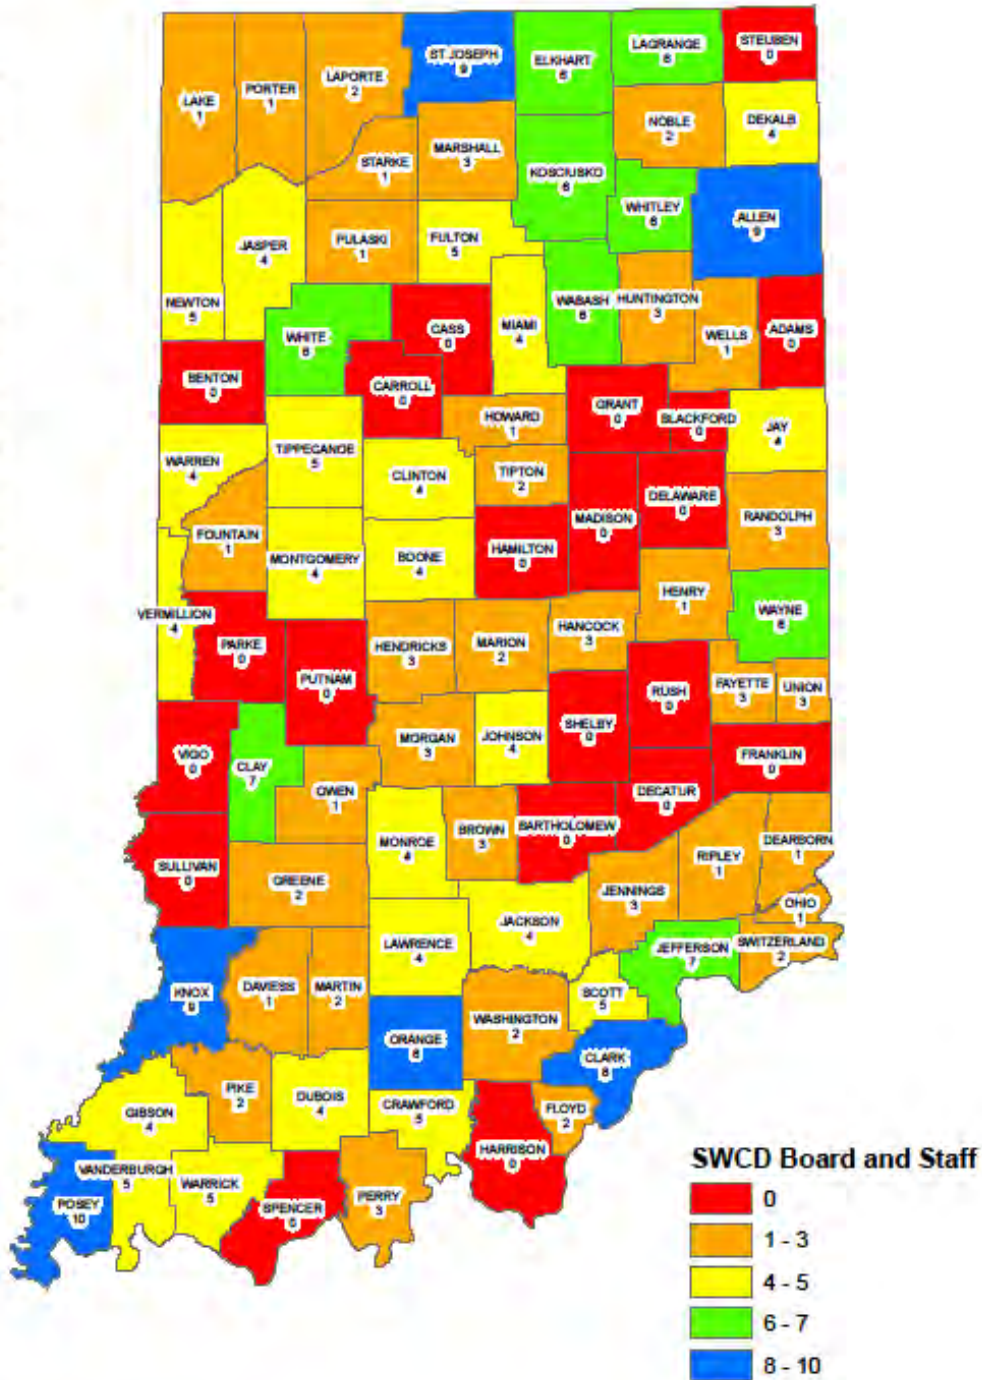 ST JOSEPH
9
ELKHART
6
LAGRANGE
6
STEUBEN
0
LAKE
1
PORTER
1
LAPORTE
2
NOBLE
2
DEKALB
4
STARKE
1
MARSHALL
3
KOSCIUSKO
6
WHITLEY
6
ALLEN
9
JASPER
4
PULASKI
1
FULTON
5
NEWTON
5
WHITE
6
CASS
0
MIAMI
4
WABASH
6
HUNTINGTON
3
WELLS
1
ADAMS
0
BENTON
0
CARROLL
0
HOWARD
1
GRANT
0
BLACKFORD
0
JAY
4
WARREN
4
TIPPECANOE
5
CLINTON
4
TIPTON
2
MADISON
0
DELAWARE
0
RANDOLPH
3
FOUNTAIN
1
MONTGOMERY
4
BOONE
4
HAMILTON
0
HENRY
1
WAYNE
6
VERMILLION
4
PARKE
0
PUTNAM
0
HENDRICKS
3
MARION
2
HANCOCK
3
RUSH
0
FAYETTE
3
UNION
3
VIGO
0
CLAY
7
MORGAN
3
JOHNSON
4
SHELBY
0
FRANKLIN
0
OWEN
1
DECATUR
0
MONROE
4
BROWN
3
BARTHOLOMEW
0
DEARBORN
1
RIPLEY
1
SULLIVAN
0
GREENE
2
JENNINGS
3
OHIO
1
JACKSON
4
LAWRENCE
4
JEFFERSON
7
SWITZERLAND
2
KNOX
9
DAVIESS
1
MARTIN
2
SCOTT
5
WASHINGTON
2
ORANGE
8
CLARK
8
PIKE
2
DUBOIS
4
CRAWFORD
5
FLOYD
2
GIBSON
4
HARRISON
0
VANDERBURGH
5
WARRICK
5
POSEY
10
SPENCER
0
PERRY
3
SWCD Board and Staff
0
1 - 3
4 - 5
6 - 7
8 - 10